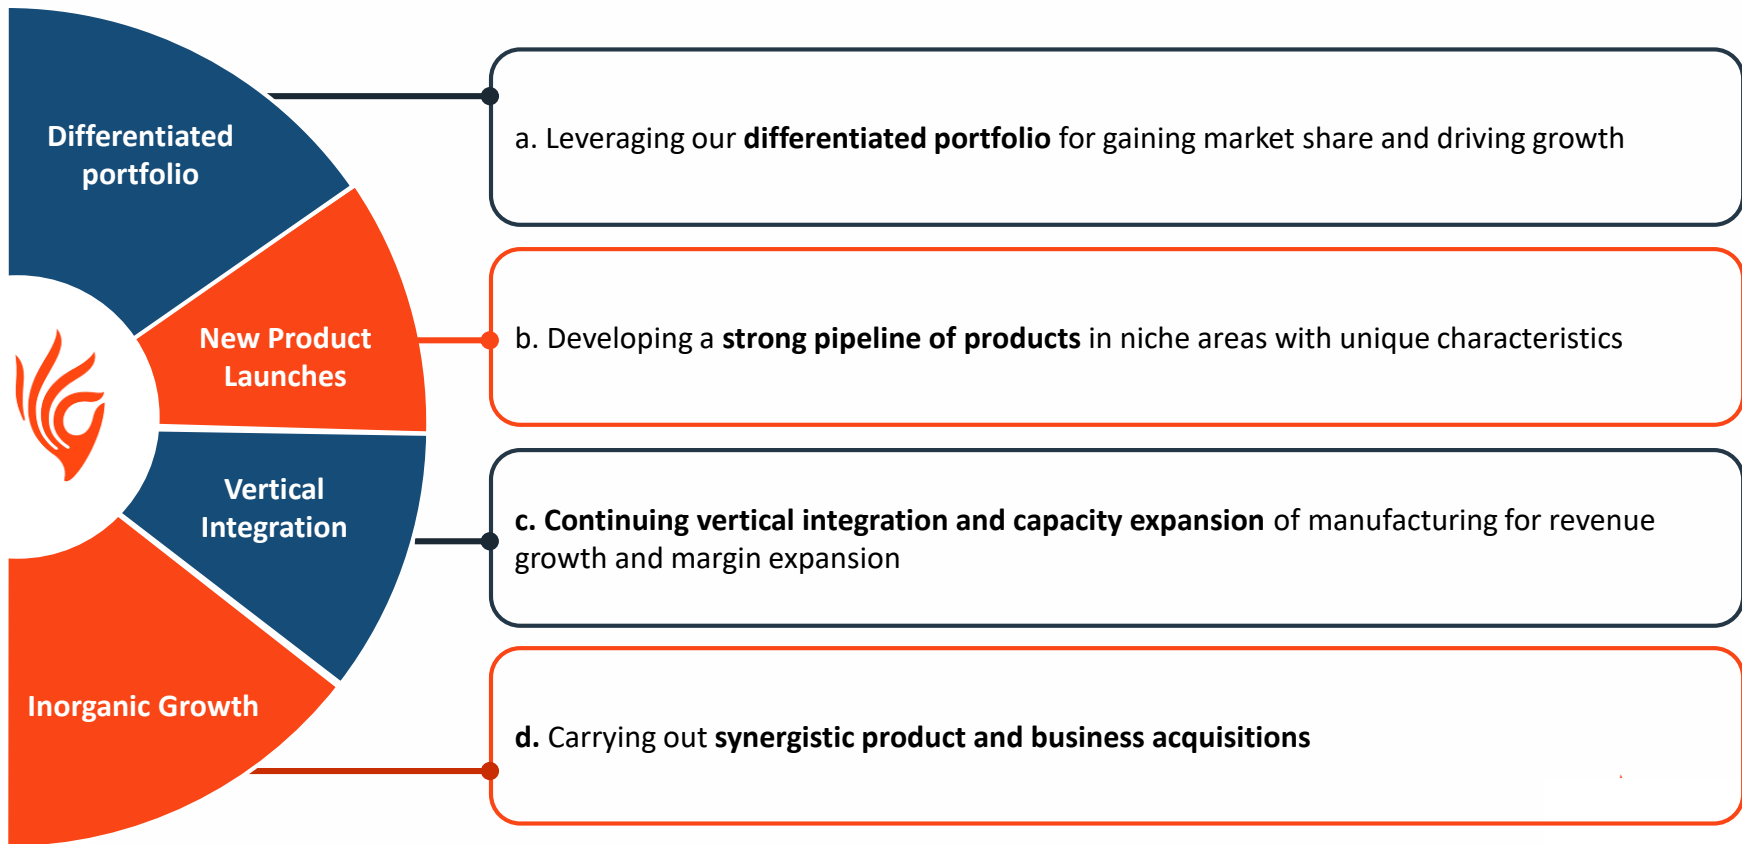 Differentiated
portfolio
a. Leveraging our differentiated portfolio for gaining market share and driving growth
New Product
Launches
b. Developing a strong pipeline of products in niche areas with unique characteristics
Vertical
Integration
c. Continuing vertical integration and capacity expansion of manufacturing for revenue
growth and margin expansion
Inorganic Growth
d. Carrying out synergistic product and business acquisitions